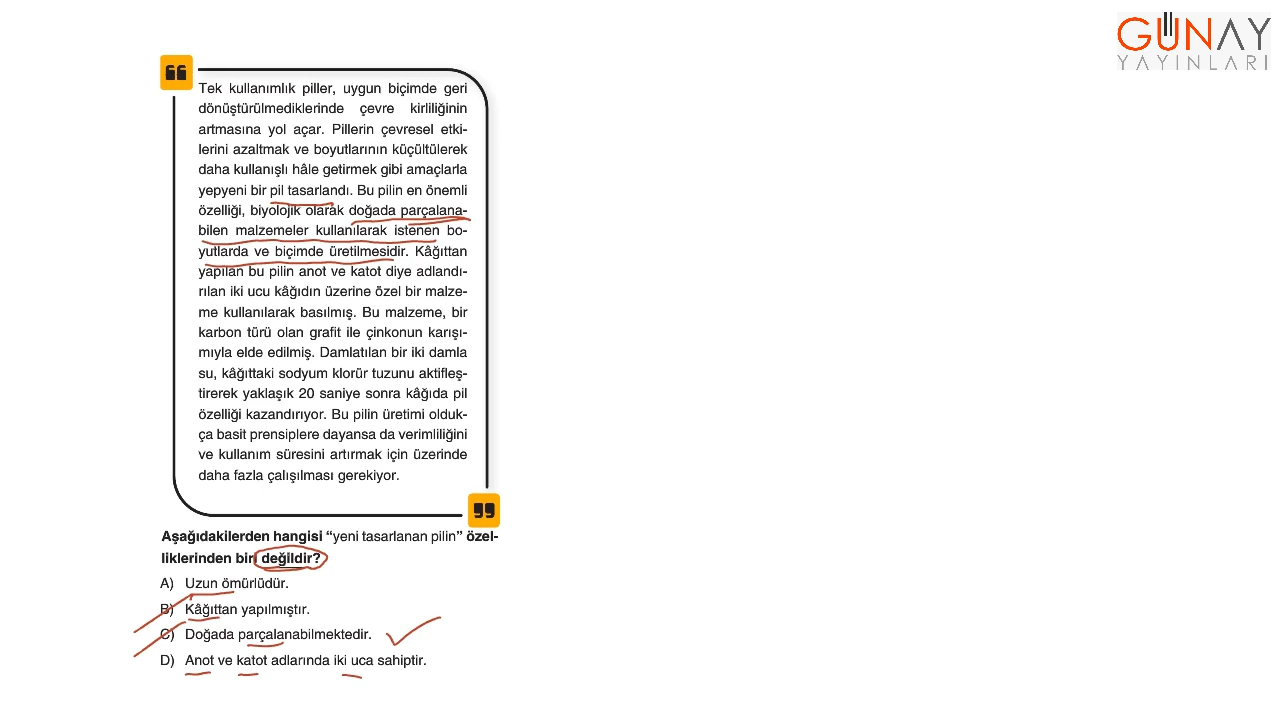 GÜNAY
YAYINLARI
Tek kullanımlık piller, uygun biçimde geri
dönüştürülmediklerinde çevre kirliliğinin
artmasına yol açar. Pillerin çevresel etki-
lerini azaltmak ve boyutlarının küçültülerek
daha kullanışlı hâle getirmek gibi amaçlarla
yepyeni bir pil tasarlandı. Bu pilin en önemli
özelliği, biyolojik olarak doğada parçalana-
bilen malzemeler kullanılarak istenen bo-
yutlarda ve biçimde üretilmesidir. Kâğıttan
yapılan bu pilin anot ve katot diye adlandı-
rılan iki ucu kâğıdın üzerine özel bir malze-
me kullanılarak basılmış. Bu malzeme, bir
karbon türü olan grafit ile çinkonun karışı-
mıyla elde edilmiş. Damlatılan bir iki damla
su, kâğıttaki sodyum klorür tuzunu aktifleş-
tirerek yaklaşık 20 saniye sonra kâğıda pil
özelliği kazandırıyor. Bu pilin üretimi olduk-
ça basit prensiplere dayansa da verimliliğini
ve kullanım süresini artırmak için üzerinde
daha fazla çalışılması gerekiyor.
Aşağıdakilerden hangisi “yeni tasarlanan pilin” özel-
liklerinden biri değildir?
A) Uzun ömürlüdür.
B) Kâğıttan yapılmıştır.
C) Doğada parçalanabilmektedir.
D) Anot ve katot adlarında iki uca sahiptir.